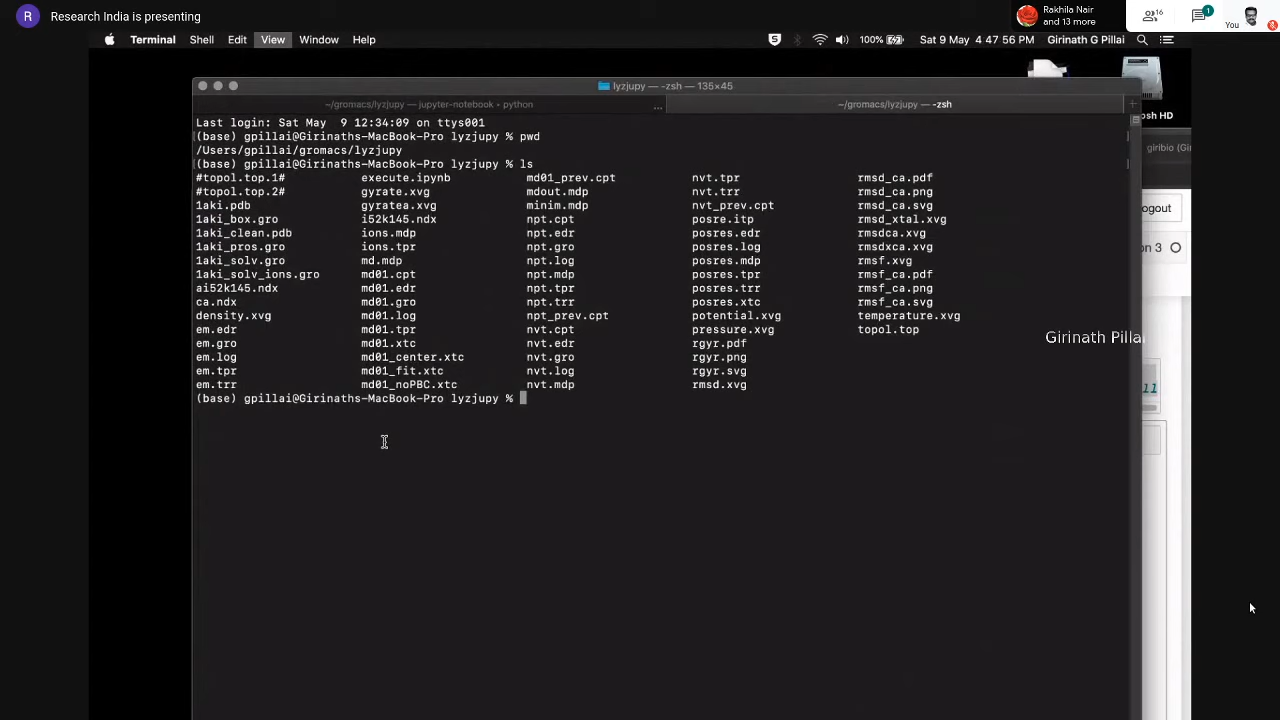 R Research India is presenting
Rakhila Nair
and 13 more
16
1
You
Terminal Shell Edit View Window Help
S 100% Sat 9 May 4 47 56 PM Girinath G Pillai
lyzjupy — -zsh — 135×45
~/gromacs/lyzjupy — jupyter-notebook ▸ python ... ~/gromacs/lyzjupy — -zsh +
Last login: Sat May  9 12:34:09 on ttys001
(base) gpillai@Girinaths-MacBook-Pro lyzjupy % pwd
/Users/gpillai/gromacs/lyzjupy
(base) gpillai@Girinaths-MacBook-Pro lyzjupy % ls
#topol.top.1# execute.ipynb md01_prev.cpt nvt.tpr rmsd_ca.pdf
#topol.top.2# gyrate.xvg mdout.mdp nvt.trr rmsd_ca.png
1aki.pdb gyratea.xvg minim.mdp nvt_prev.cpt rmsd_ca.svg
1aki_box.gro i52k145.ndx npt.cpt posre.itp rmsd_xtal.xvg
1aki_clean.pdb ions.mdp npt.edr posres.edr rmsdca.xvg
1aki_pros.gro ions.tpr npt.gro posres.log rmsdxca.xvg
1aki_solv.gro md.mdp npt.log posres.mdp rmsf.xvg
1aki_solv_ions.gro md01.cpt npt.mdp posres.tpr rmsf_ca.pdf
ai52k145.ndx md01.edr npt.tpr posres.trr rmsf_ca.png
ca.ndx md01.gro npt.trr posres.xtc rmsf_ca.svg
density.xvg md01.log npt_prev.cpt potential.xvg temperature.xvg
em.edr md01.tpr nvt.cpt pressure.xvg topol.top
em.gro md01.xtc nvt.edr rgyr.pdf
em.log md01_center.xtc nvt.gro rgyr.png
em.tpr md01_fit.xtc nvt.log rgyr.svg
em.trr md01_noPBC.xtc nvt.mdp rmsd.xvg
(base) gpillai@Girinaths-MacBook-Pro lyzjupy %
osh HD
giribio (Gi
ogout
on 3
Girinath Pillai
11